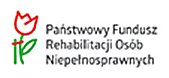 Państwowy Fundusz
Rehabilitacji Osób
Niepełnosprawnych